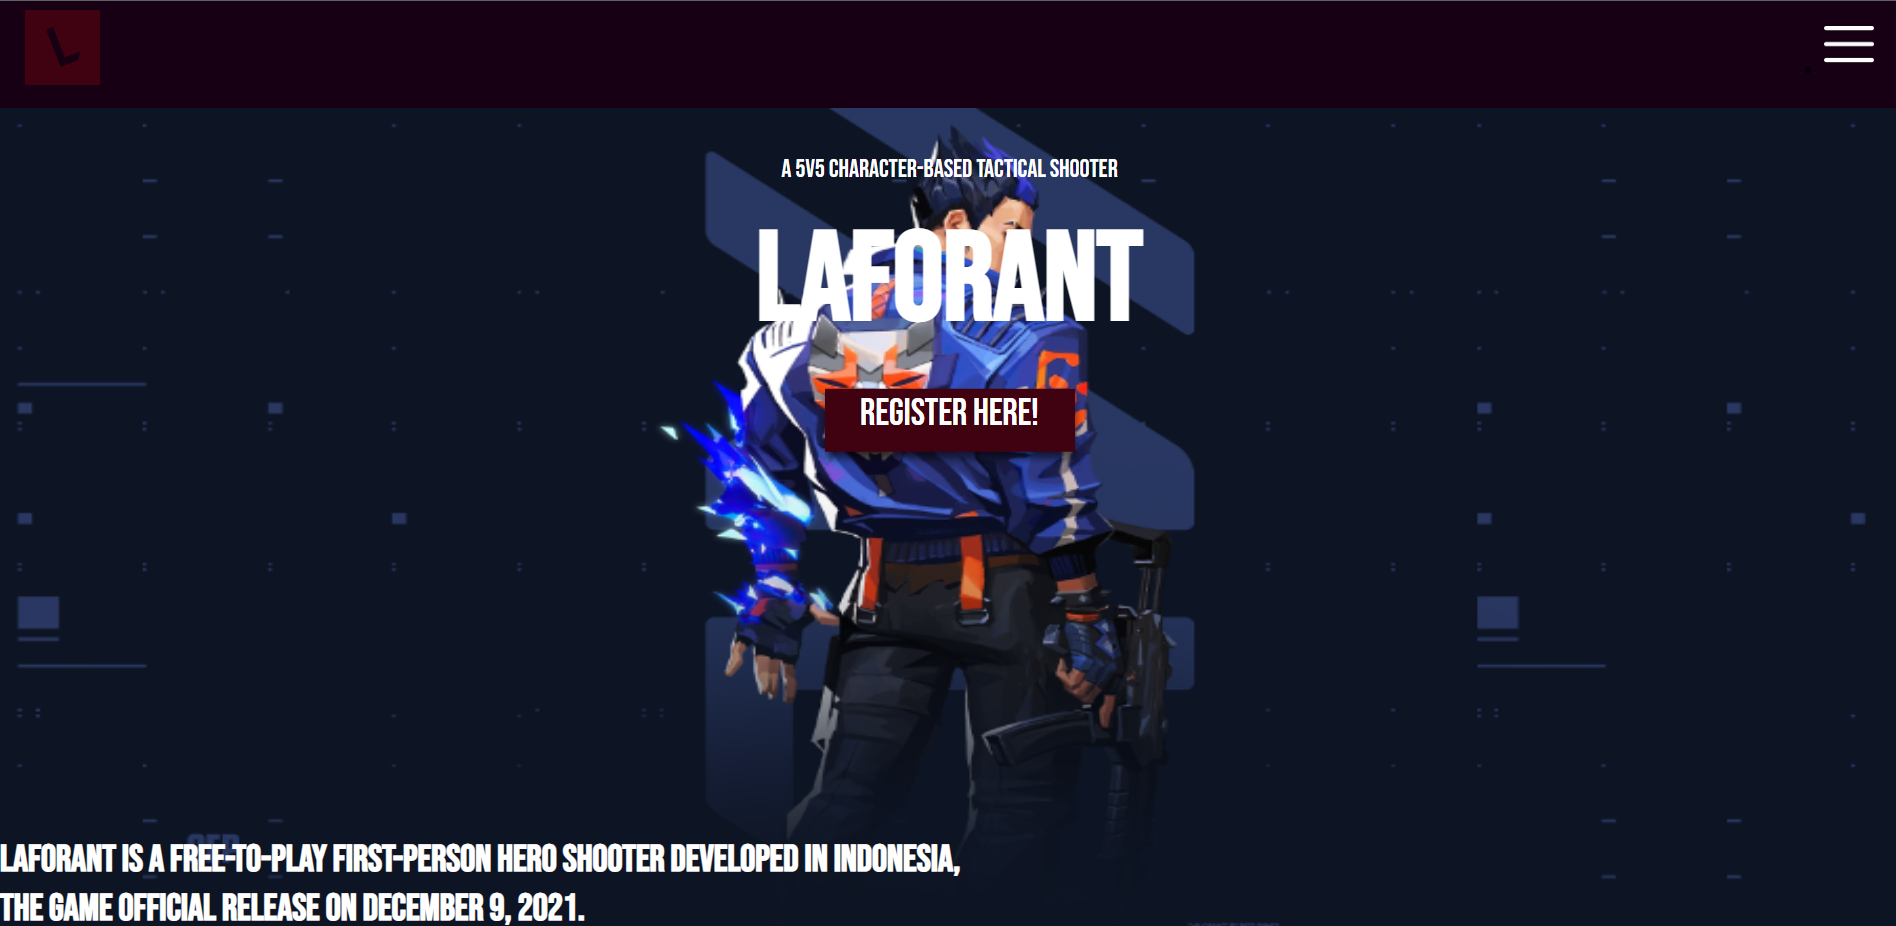 L
A 5V5 CHARACTER-BASED TACTICAL SHOOTER
LAFORANT
REGISTER HERE!
LAFORANT IS A FREE-TO-PLAY FIRST-PERSON HERO SHOOTER DEVELOPED IN INDONESIA,
THE GAME OFFICIAL RELEASE ON DECEMBER 9, 2021.